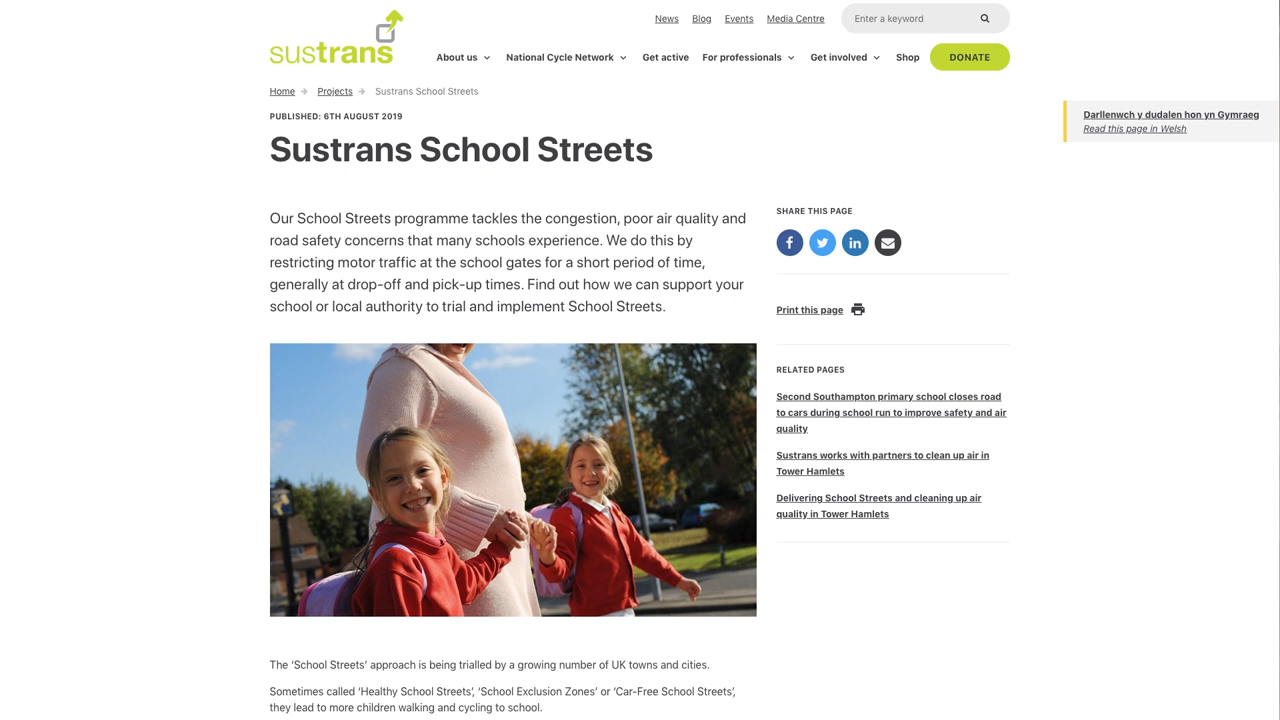 sustrans
News Blog Events Media Centre Enter a keyword
About us National Cycle Network Get active For professionals Get involved Shop DONATE
Home Projects Sustrans School Streets
Darllenwch y dudalen hon yn Gymraeg
Read this page in Welsh
PUBLISHED: 6TH AUGUST 2019
Sustrans School Streets
Our School Streets programme tackles the congestion, poor air quality and
road safety concerns that many schools experience. We do this by
restricting motor traffic at the school gates for a short period of time,
generally at drop-off and pick-up times. Find out how we can support your
school or local authority to trial and implement School Streets.
SHARE THIS PAGE
Print this page
RELATED PAGES
Second Southampton primary school closes road
to cars during school run to improve safety and air
quality
Sustrans works with partners to clean up air in
Tower Hamlets
Delivering School Streets and cleaning up air
quality in Tower Hamlets
The ‘School Streets’ approach is being trialled by a growing number of UK towns and cities.
Sometimes called ‘Healthy School Streets’, ‘School Exclusion Zones’ or ‘Car-Free School Streets’,
they lead to more children walking and cycling to school.